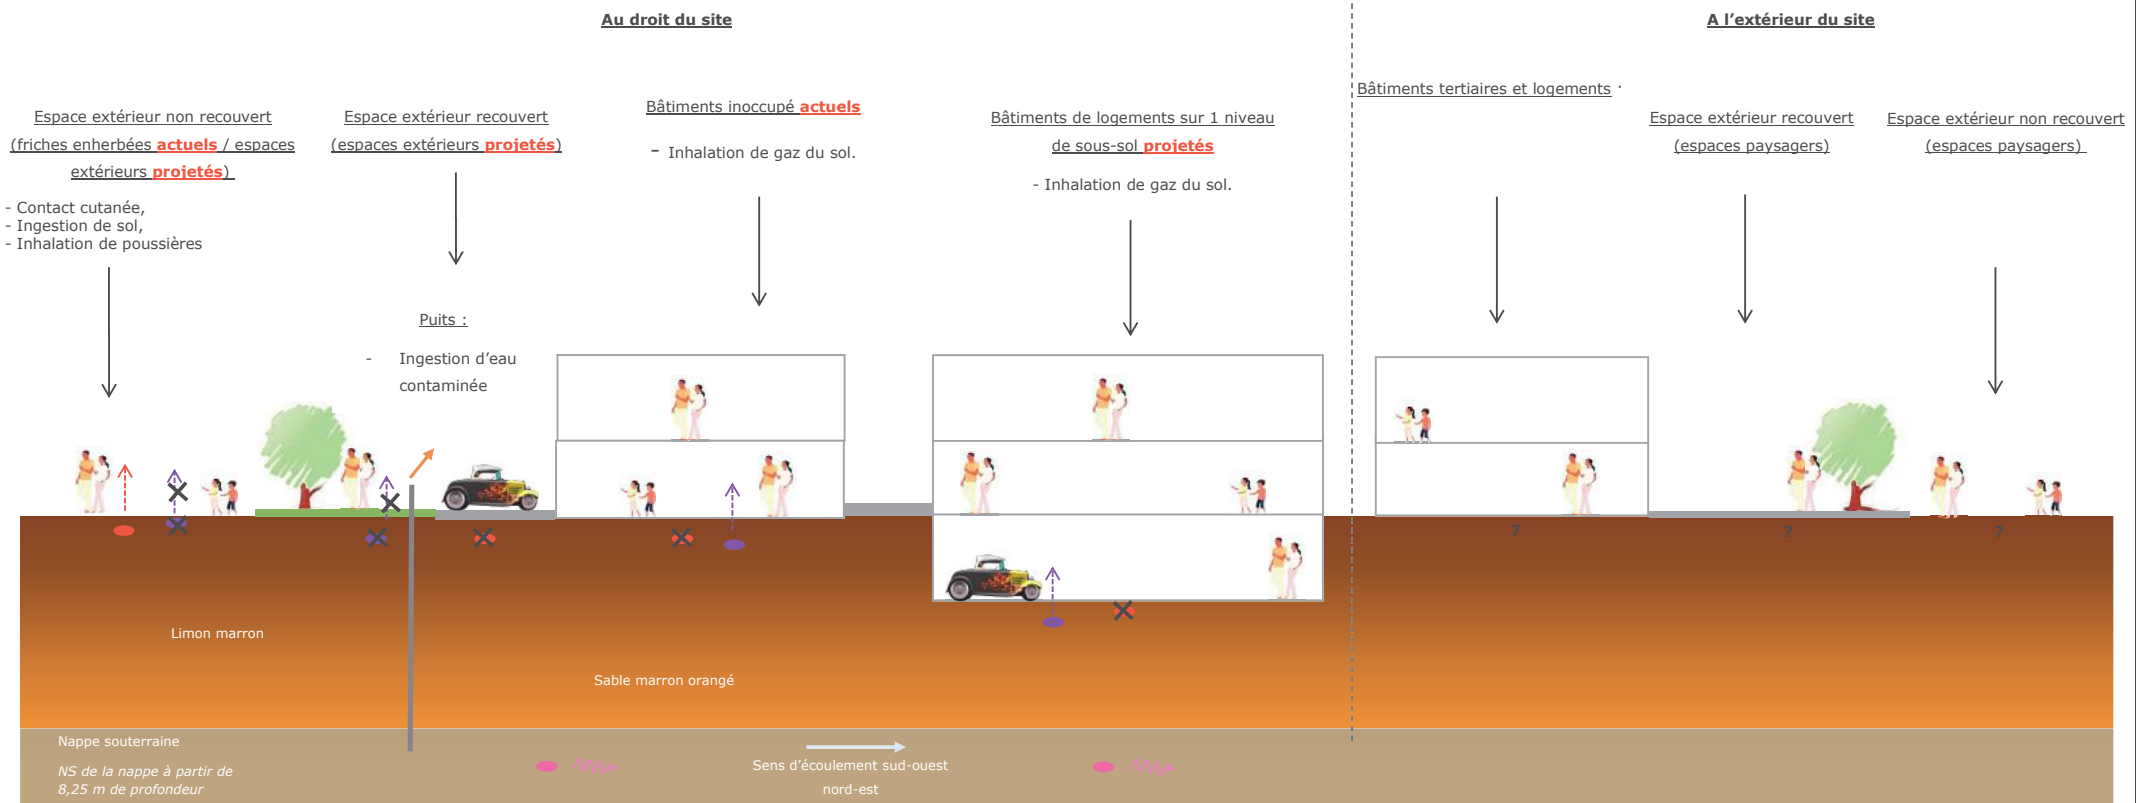 Au droit du site
A l’extérieur du site
Espace extérieur non recouvert
(friches enherbées actuels / espaces
extérieurs projetés)
- Contact cutanée,
- Ingestion de sol,
- Inhalation de poussières
Espace extérieur recouvert
(espaces extérieurs projetés)
Puits :
- Ingestion d’eau
contaminée
Bâtiments inoccupé actuels
- Inhalation de gaz du sol.
Bâtiments de logements sur 1 niveau
de sous-sol projetés
- Inhalation de gaz du sol.
Bâtiments tertiaires et logements ·
Espace extérieur recouvert
(espaces paysagers)
Espace extérieur non recouvert
(espaces paysagers)
?
?
?
Limon marron
Sable marron orangé
Nappe souterraine
NS de la nappe à partir de
8,25 m de profondeur
Sens d’écoulement sud-ouest
nord-est